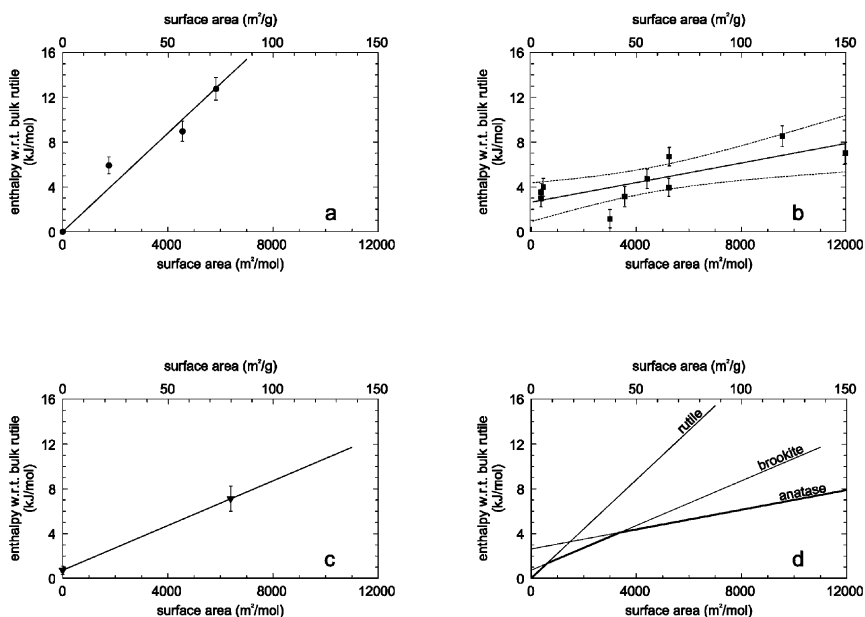 surface area (m²/g)
0 50 100 150
16
12
8
4
0
enthalpy w.r.t. bulk rutile
(kJ/mol)
a
0 4000 8000 12000
surface area (m²/mol)
surface area (m²/g)
0 50 100 150
16
12
8
4
0
enthalpy w.r.t. bulk rutile
(kJ/mol)
b
0 4000 8000 12000
surface area (m²/mol)
surface area (m²/g)
0 50 100 150
16
12
8
4
0
enthalpy w.r.t. bulk rutile
(kJ/mol)
c
0 4000 8000 12000
surface area (m²/mol)
surface area (m²/g)
0 50 100 150
16
12
8
4
0
enthalpy w.r.t. bulk rutile
(kJ/mol)
rutile
brookite
anatase
d
0 4000 8000 12000
surface area (m²/mol)